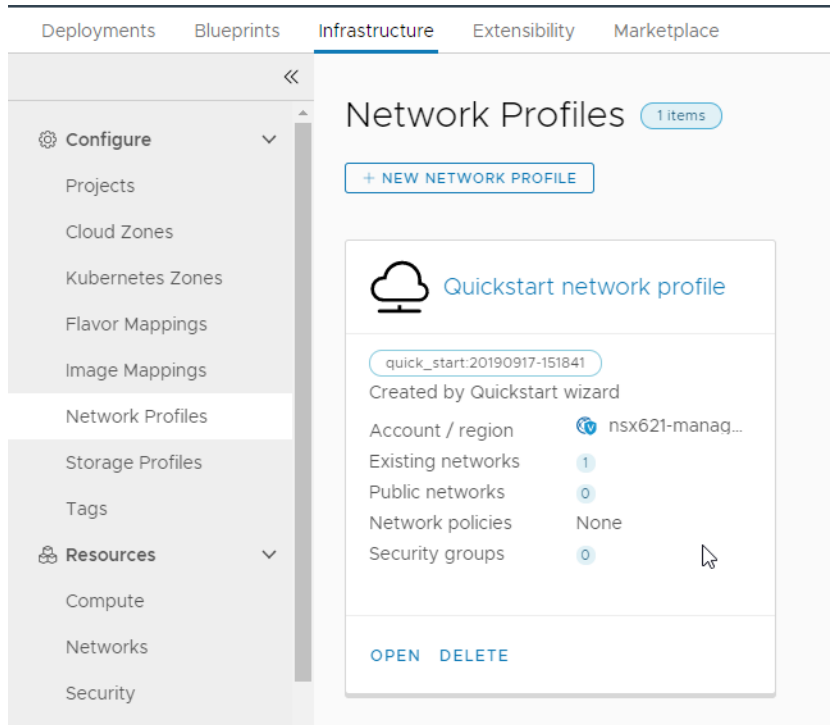 Deployments Blueprints Infrastructure Extensibility Marketplace
Configure
Projects
Cloud Zones
Kubernetes Zones
Flavor Mappings
Image Mappings
Network Profiles
Storage Profiles
Tags
Resources
Compute
Networks
Security
Network Profiles 1 items
+ NEW NETWORK PROFILE
Quickstart network profile
quick_start:20190917-151841
Created by Quickstart wizard
Account / region nsx621-manag...
Existing networks 1
Public networks 0
Network policies None
Security groups 0
OPEN DELETE